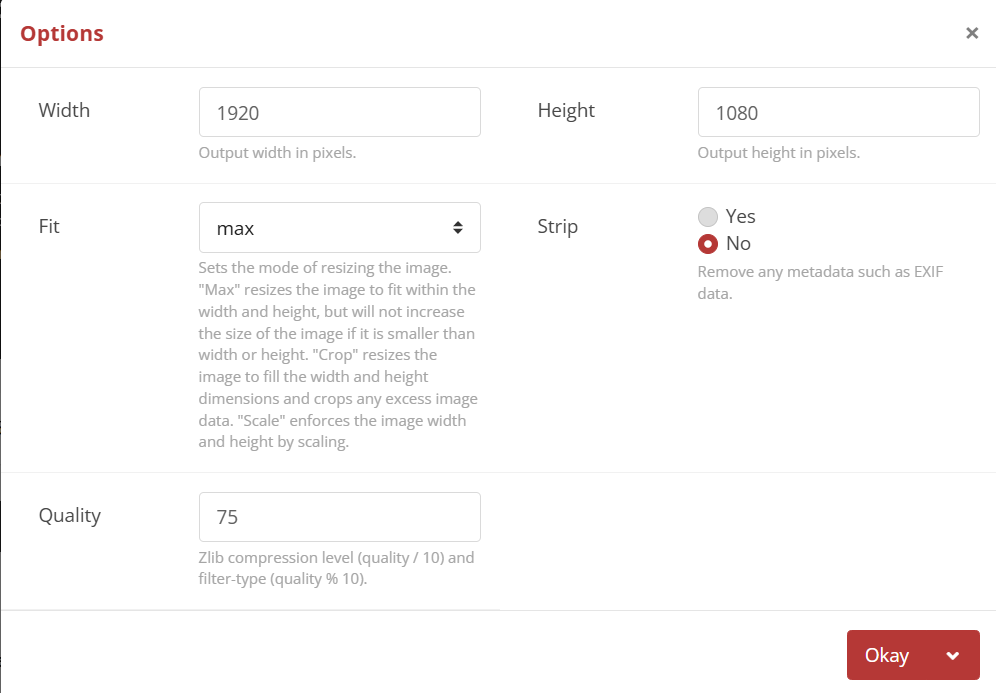 Options
×
Width
1920
Output width in pixels.
Height
1080
Output height in pixels.
Fit
max
Sets the mode of resizing the image.
"Max" resizes the image to fit within the
width and height, but will not increase
the size of the image if it is smaller than
width or height. "Crop" resizes the
image to fill the width and height
dimensions and crops any excess image
data. "Scale" enforces the image width
and height by scaling.
Strip
Yes
No
Remove any metadata such as EXIF
data.
Quality
75
Zlib compression level (quality / 10) and
filter-type (quality % 10).
Okay